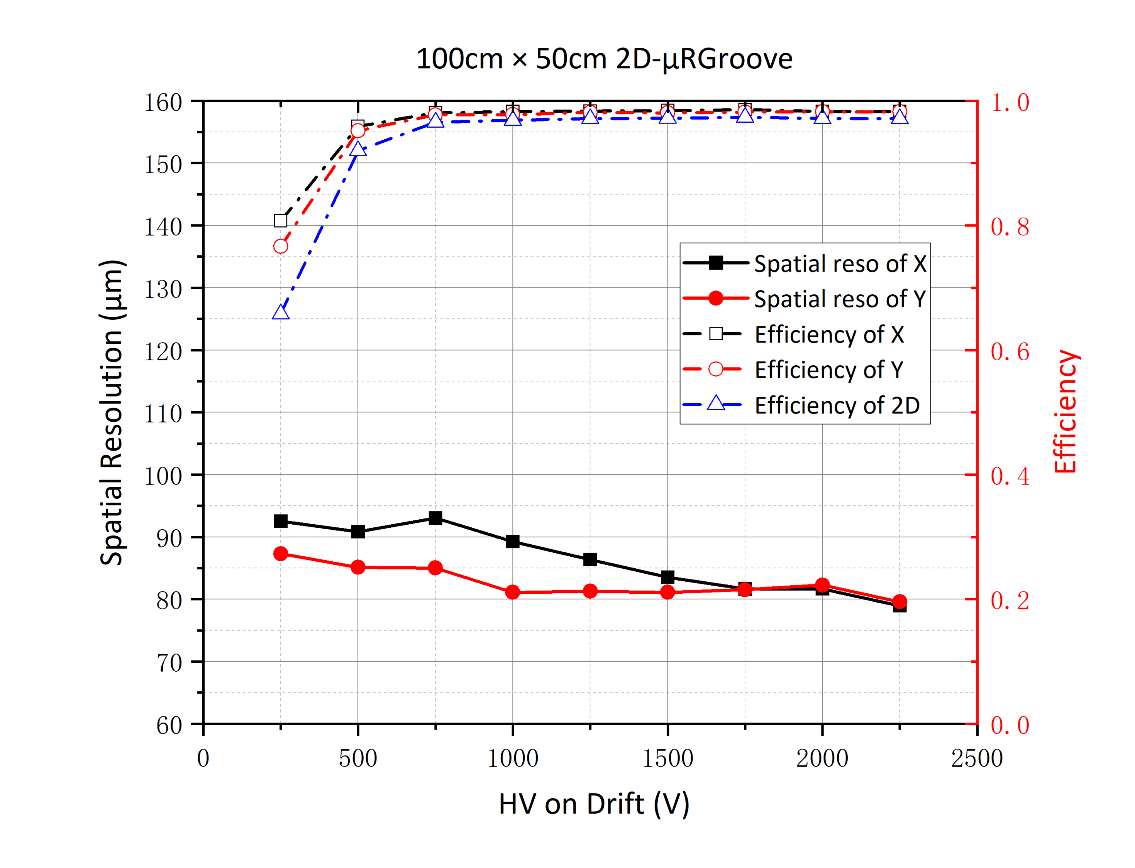 100cm × 50cm 2D-μRGroove
160
150
140
130
120
110
100
90
80
70
60
Spatial Resolution (μm)
1.0
0.8
0.6
0.4
0.2
0.0
Efficiency
Spatial reso of X
Spatial reso of Y
Efficiency of X
Efficiency of Y
Efficiency of 2D
0 500 1000 1500 2000 2500
HV on Drift (V)